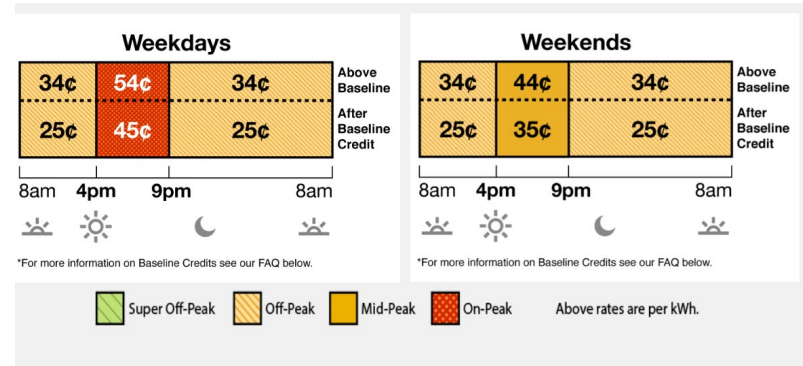 Weekdays
34¢ 54¢ 34¢
Above
Baseline
25¢ 45¢ 25¢
After
Baseline
Credit
8am 4pm 9pm 8am
*For more information on Baseline Credits see our FAQ below.
Weekends
34¢ 44¢ 34¢
Above
Baseline
25¢ 35¢ 25¢
After
Baseline
Credit
8am 4pm 9pm 8am
*For more information on Baseline Credits see our FAQ below.
Super Off-Peak Off-Peak Mid-Peak On-Peak Above rates are per kWh.